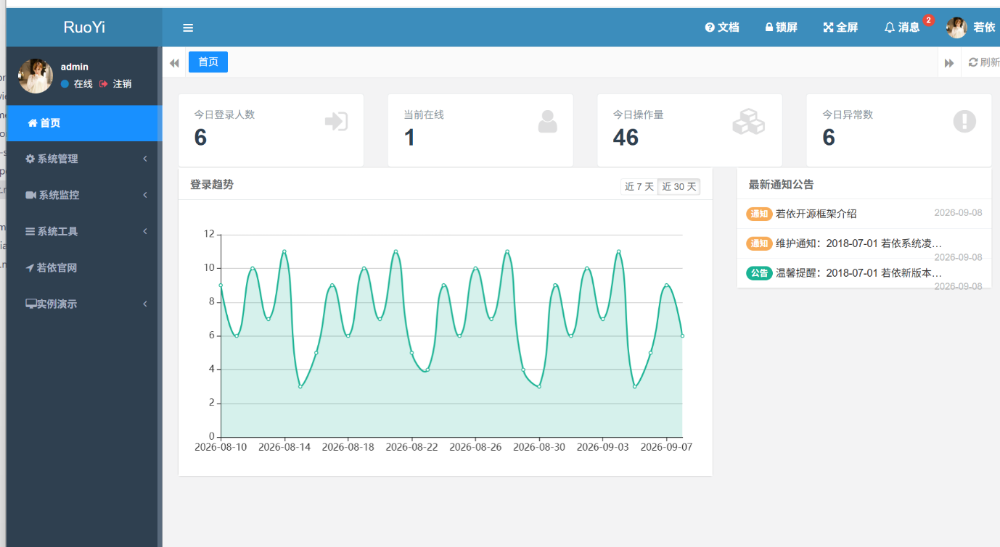 RuoYi
文档
锁屏
全屏
消息
2
若依
admin
在线
注销
首页
刷新
首页
系统管理
系统监控
系统工具
若依官网
实例演示
今日登录人数
6
当前在线
1
今日操作量
46
今日异常数
6
登录趋势
近 7 天
近 30 天
12
10
8
6
4
2
0
2026-08-10
2026-08-14
2026-08-18
2026-08-22
2026-08-26
2026-08-30
2026-09-03
2026-09-07
最新通知公告
通知 若依开源框架介绍
2026-09-08
通知 维护通知：2018-07-01 若依系统凌…
2026-09-08
公告 温馨提醒：2018-07-01 若依新版本…
2026-09-08